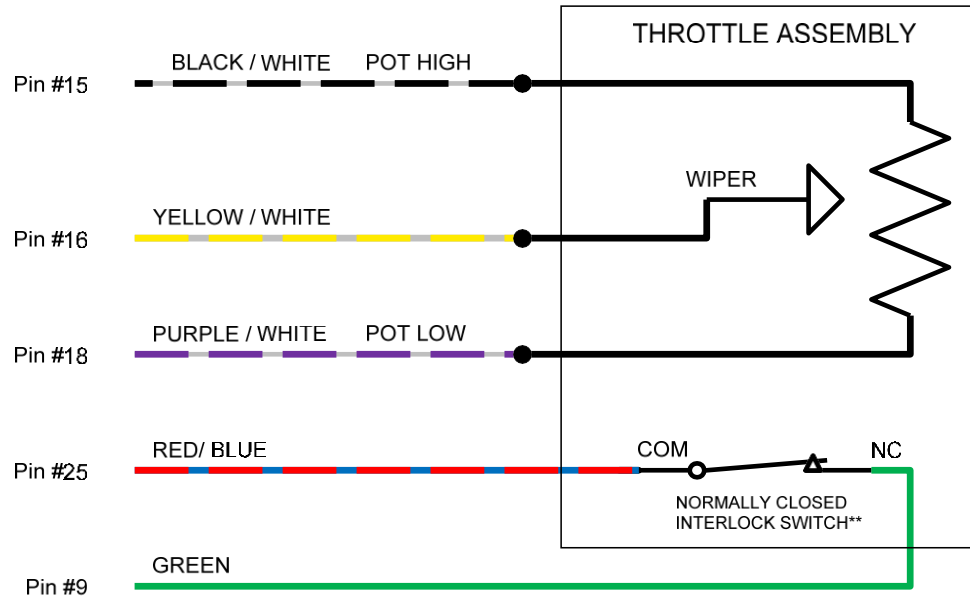 THROTTLE ASSEMBLY
Pin #15
BLACK / WHITE POT HIGH
WIPER
Pin #16
YELLOW / WHITE
Pin #18
PURPLE / WHITE POT LOW
Pin #25
RED/ BLUE
COM
NC
NORMALLY CLOSED
INTERLOCK SWITCH**
Pin #9
GREEN